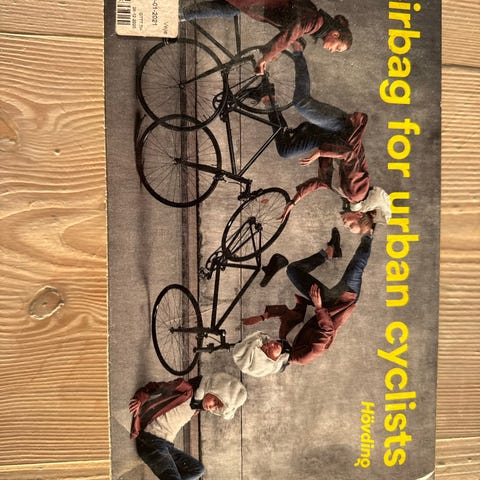 irbag for urban cyclists
Hövding